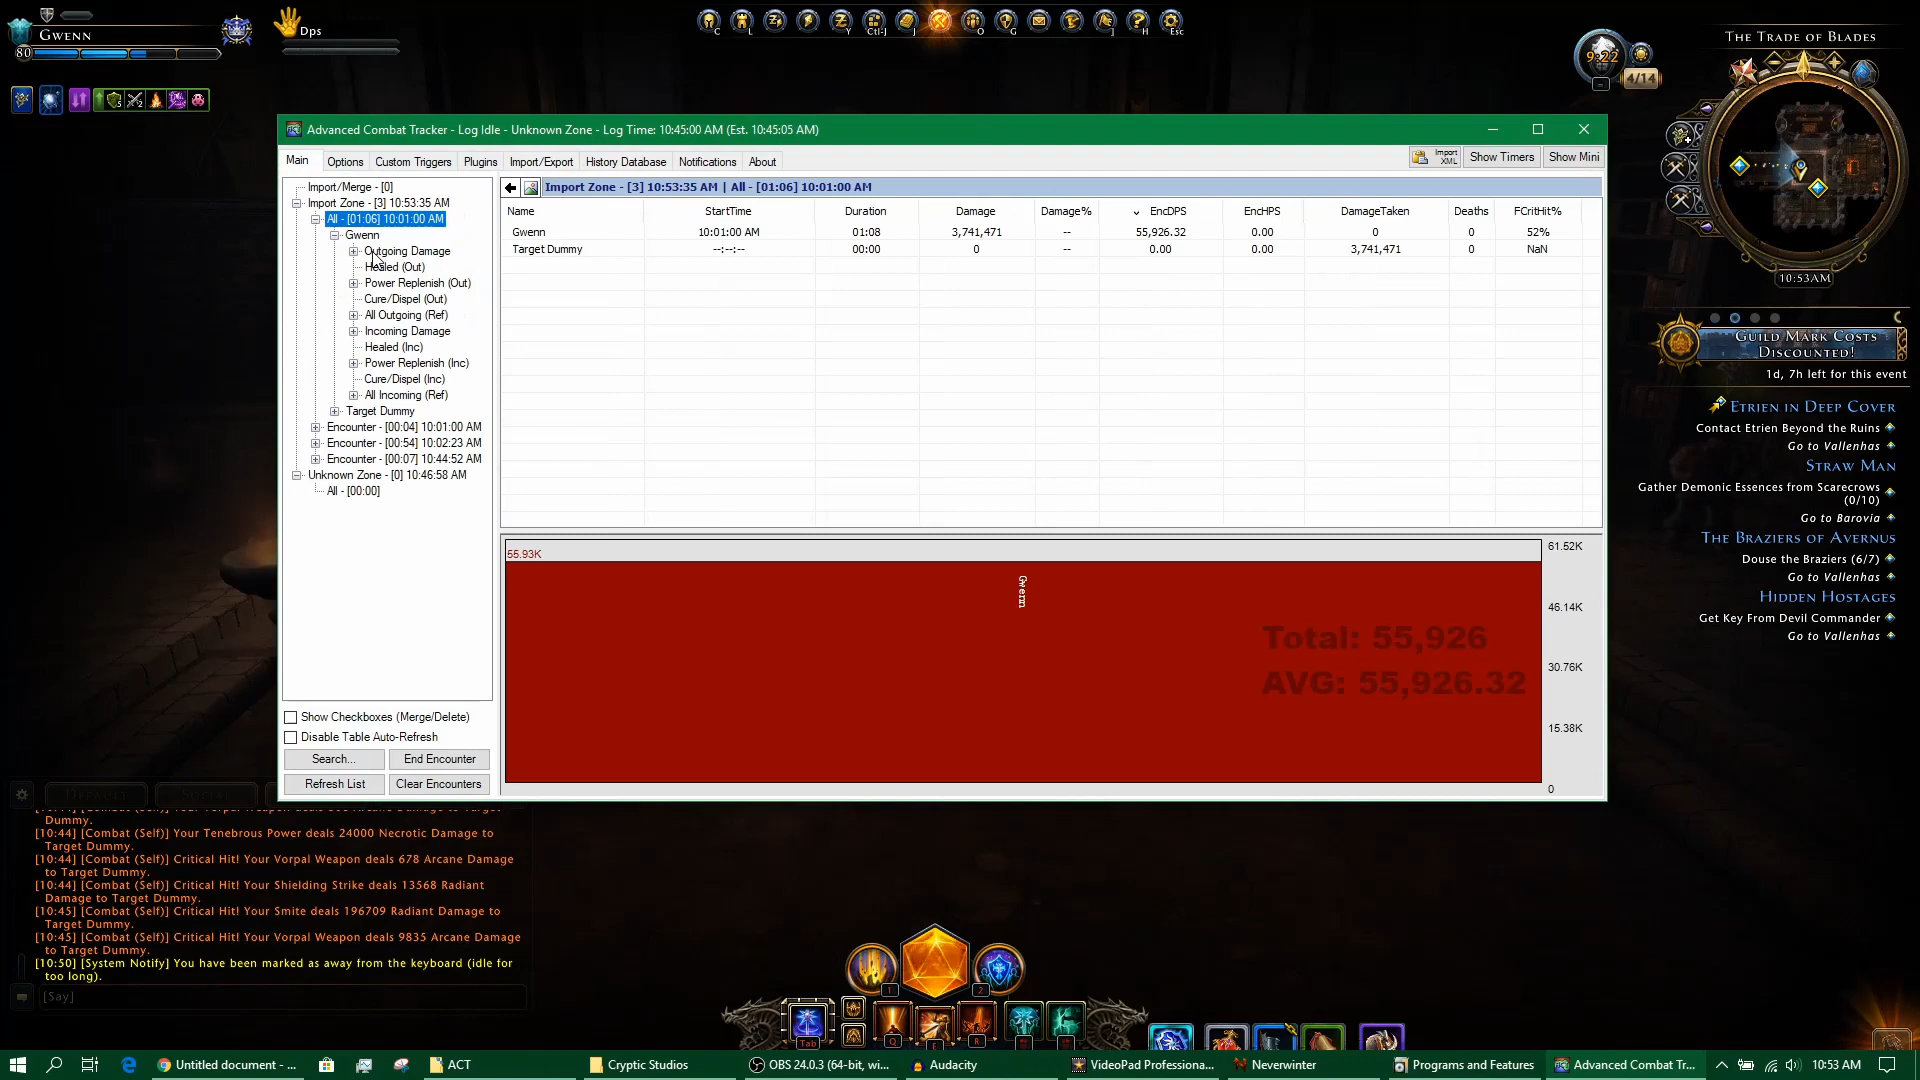 Gwenn
80
Dps
C
L
Y
Ctl-J
J
O
G
]
H
Esc
9:22
4/14
The Trade of Blades
10:53AM
Guild Mark Costs
Discounted!
1d, 7h left for this event
Etrien in Deep Cover
Contact Etrien Beyond the Ruins
Go to Vallenhas
Straw Man
Gather Demonic Essences from Scarecrows
(0/10)
Go to Barovia
The Braziers of Avernus
Douse the Braziers (6/7)
Go to Vallenhas
Hidden Hostages
Get Key From Devil Commander
Go to Vallenhas
Advanced Combat Tracker - Log Idle - Unknown Zone - Log Time: 10:45:00 AM (Est. 10:45:05 AM)
Main Options Custom Triggers Plugins Import/Export History Database Notifications About
Import XML Show Timers Show Mini
Import/Merge - [0]
Import Zone - [3] 10:53:35 AM
All - [01:06] 10:01:00 AM
Gwenn
Outgoing Damage
Healed (Out)
Power Replenish (Out)
Cure/Dispel (Out)
All Outgoing (Ref)
Incoming Damage
Healed (Inc)
Power Replenish (Inc)
Cure/Dispel (Inc)
All Incoming (Ref)
Target Dummy
Encounter - [00:04] 10:01:00 AM
Encounter - [00:54] 10:02:23 AM
Encounter - [00:07] 10:44:52 AM
Unknown Zone - [0] 10:46:58 AM
All - [00:00]
Show Checkboxes (Merge/Delete)
Disable Table Auto-Refresh
Search... End Encounter
Refresh List Clear Encounters
Import Zone - [3] 10:53:35 AM | All - [01:06] 10:01:00 AM
Name StartTime Duration Damage Damage% EncDPS EncHPS DamageTaken Deaths FCritHit%
Gwenn 10:01:00 AM 01:08 3,741,471 -- 55,926.32 0.00 0 0 52%
Target Dummy --:--:-- 00:00 0 -- 0.00 0.00 3,741,471 0 NaN
55.93K
Gwenn
Total: 55,926
AVG: 55,926.32
61.52K
46.14K
30.76K
15.38K
0
Dummy.
[10:44] [Combat (Self)] Your Tenebrous Power deals 24000 Necrotic Damage to
Target Dummy.
[10:44] [Combat (Self)] Critical Hit! Your Vorpal Weapon deals 678 Arcane Damage
to Target Dummy.
[10:44] [Combat (Self)] Critical Hit! Your Shielding Strike deals 13568 Radiant
Damage to Target Dummy.
[10:45] [Combat (Self)] Critical Hit! Your Smite deals 196709 Radiant Damage to
Target Dummy.
[10:45] [Combat (Self)] Critical Hit! Your Vorpal Weapon deals 9835 Arcane Damage
to Target Dummy.
[10:50] [System Notify] You have been marked as away from the keyboard (idle for
too long).
[Say]
1
2
Tab
Q
E
R
Untitled document - ...
ACT
Cryptic Studios
OBS 24.0.3 (64-bit, wi...
Audacity
VideoPad Professiona...
Neverwinter
Programs and Features
Advanced Combat Tr...
10:53 AM